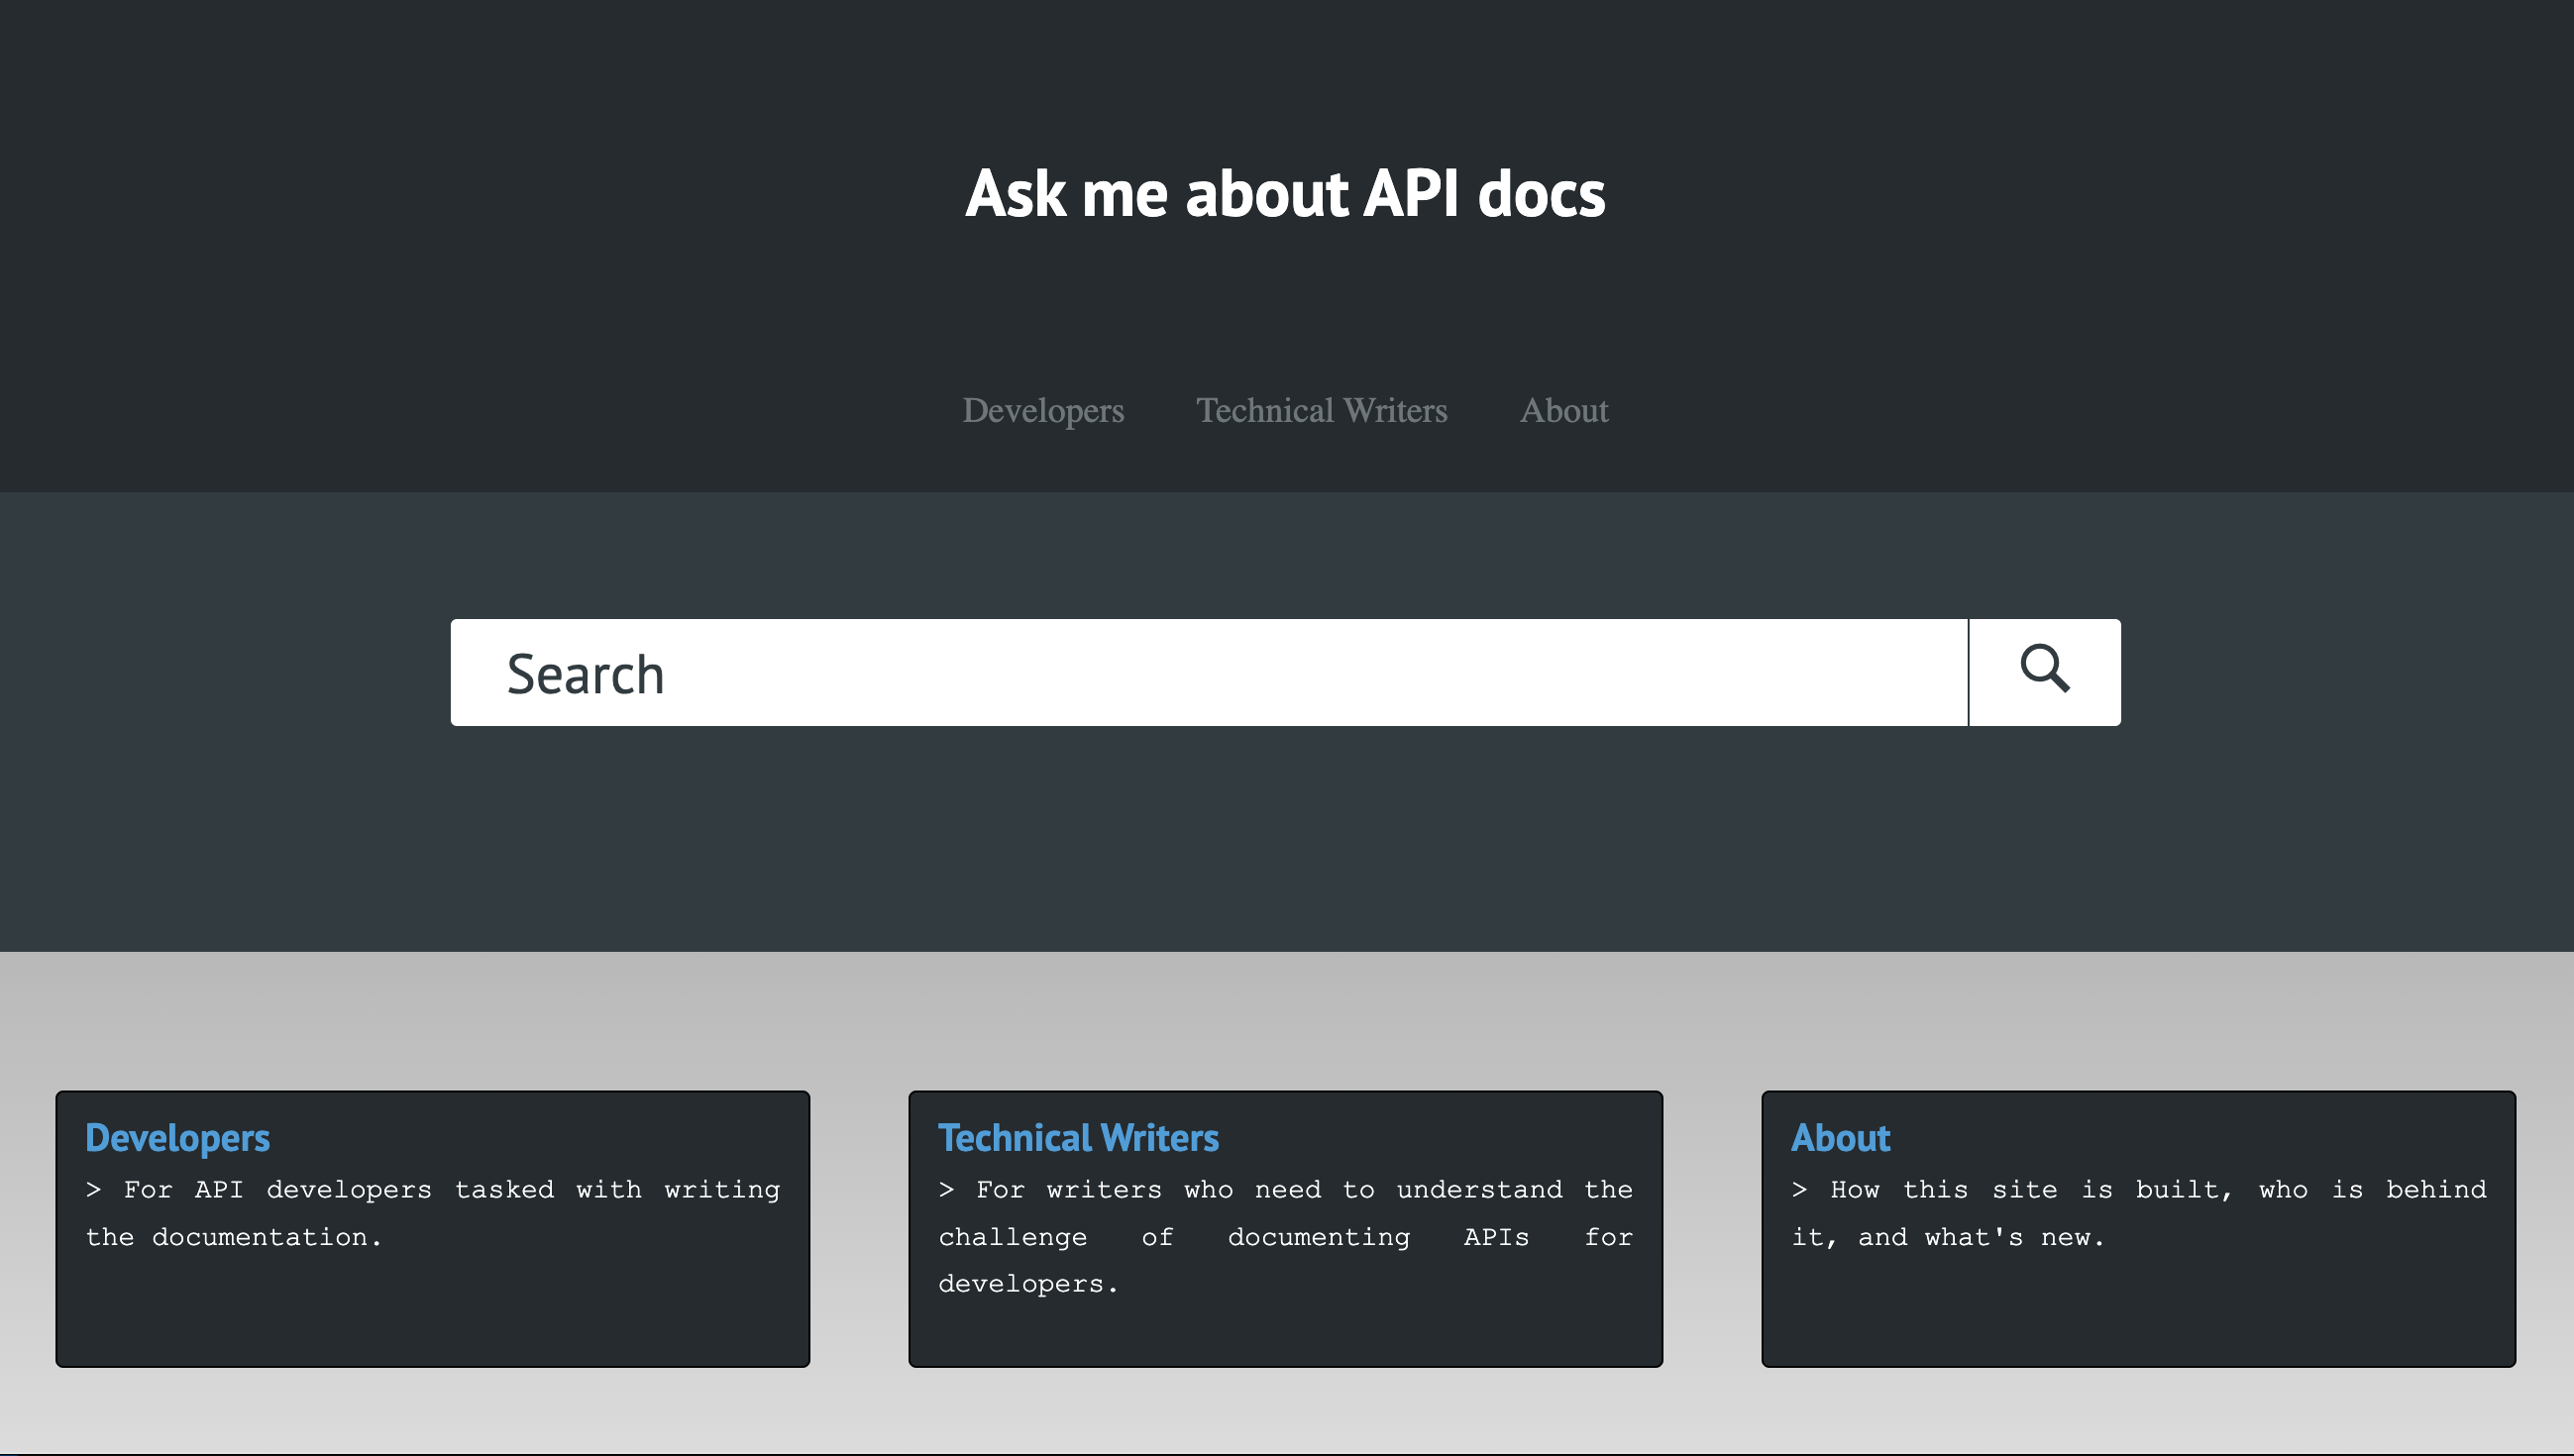 Ask me about API docs
Developers Technical Writers About
Search
Developers
> For API developers tasked with writing
the documentation.
Technical Writers
> For writers who need to understand the
challenge of documenting APIs for
developers.
About
> How this site is built, who is behind
it, and what's new.